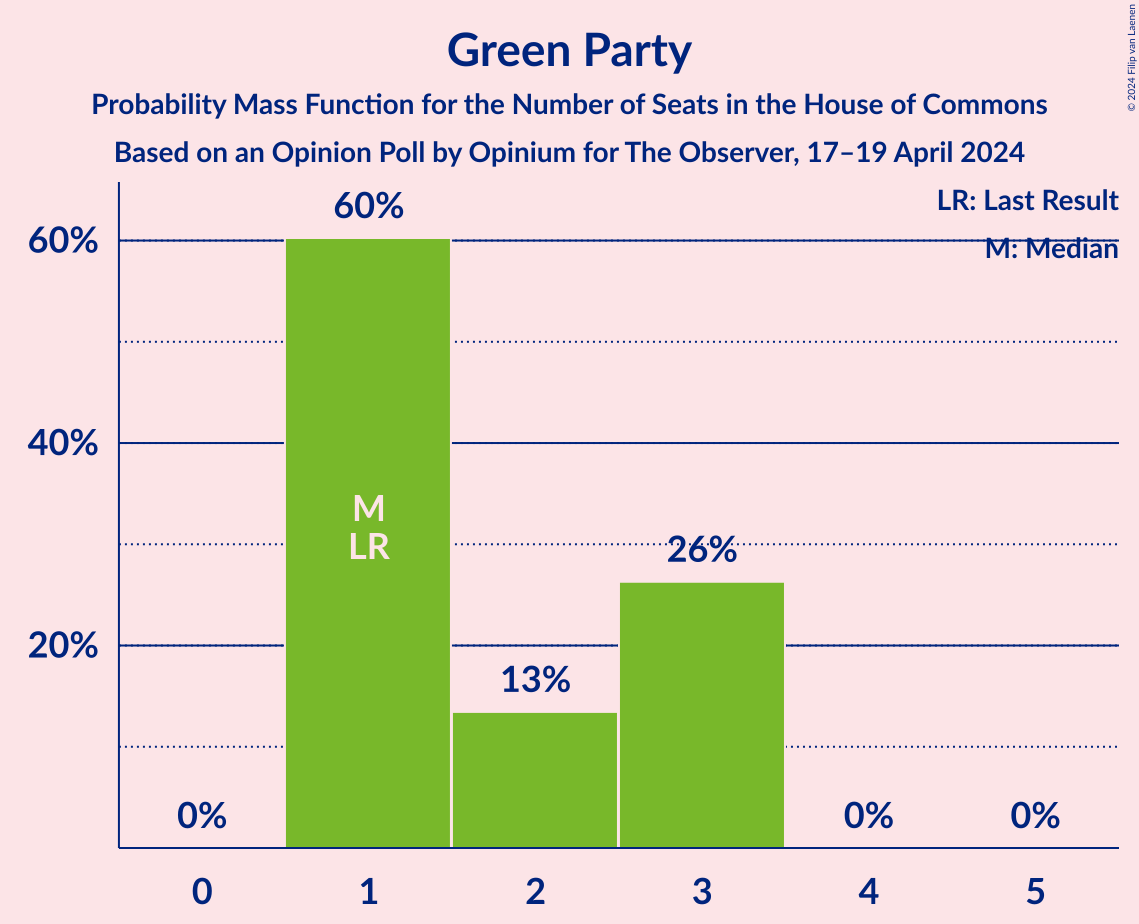 Green Party
Probability Mass Function for the Number of Seats in the House of Commons
Based on an Opinion Poll by Opinium for The Observer, 17–19 April 2024
© 2024 Filip van Laenen
LR: Last Result
M: Median
60%
40%
20%
0%
60%
13%
26%
0%
0%
M
LR
0
1
2
3
4
5